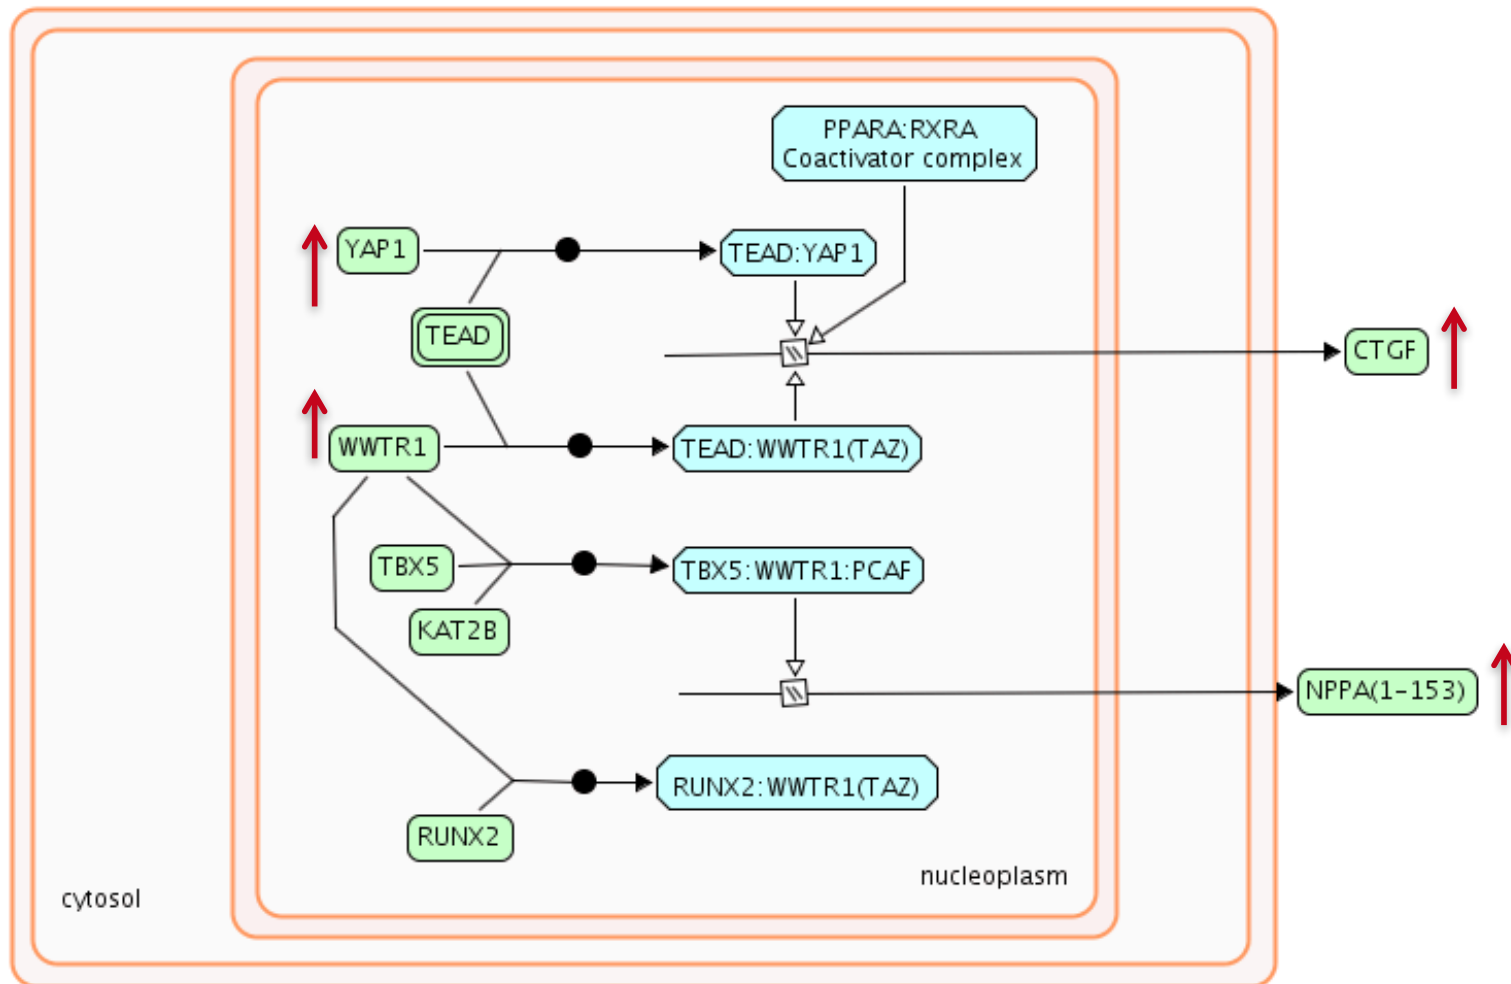 PPARA:RXRA
Coactivator complex
YAP1
TEAD:YAP1
TEAD
CTGF
WWTR1
TEAD:WWTR1(TAZ)
TBX5
TBX5:WWTR1:PCAF
KAT2B
NPPA(1-153)
RUNX2:WWTR1(TAZ)
RUNX2
nucleoplasm
cytosol